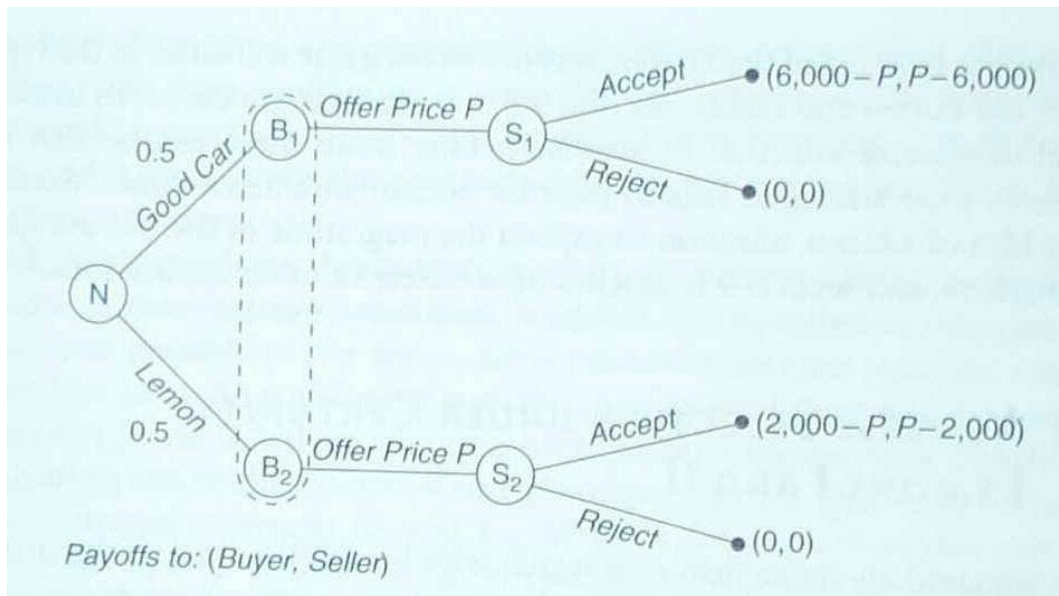 Accept
(6,000–P, P–6,000)
Offer Price P
B₁
S₁
0.5
Good Car
Reject
(0,0)
N
Lemon
0.5
Accept
(2,000–P, P–2,000)
Offer Price P
B₂
S₂
Reject
(0,0)
Payoffs to: (Buyer, Seller)